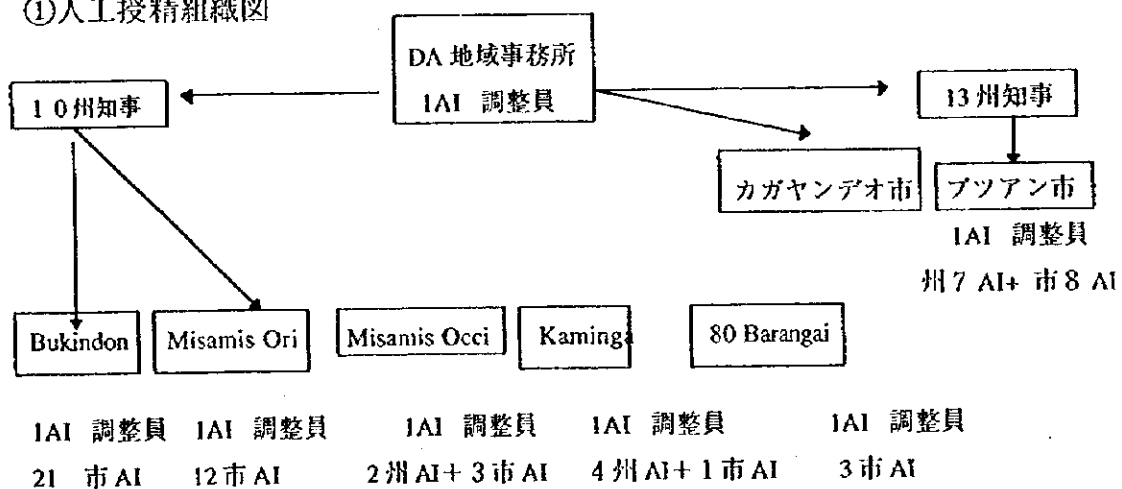 ①人工授精組織図
DA 地域事務所
1AI 調整員
10州知事
13州知事
カガヤンデオ市
ブツアン市
1AI 調整員
州7 AI+ 市8 AI
Bukindon
Misamis Ori
Misamis Occi
Kaminga
80 Barangai
1AI 調整員 1AI 調整員 1AI 調整員 1AI 調整員 1AI 調整員
21 市AI 12市AI 2州AI+3市AI 4州AI+1市AI 3市AI